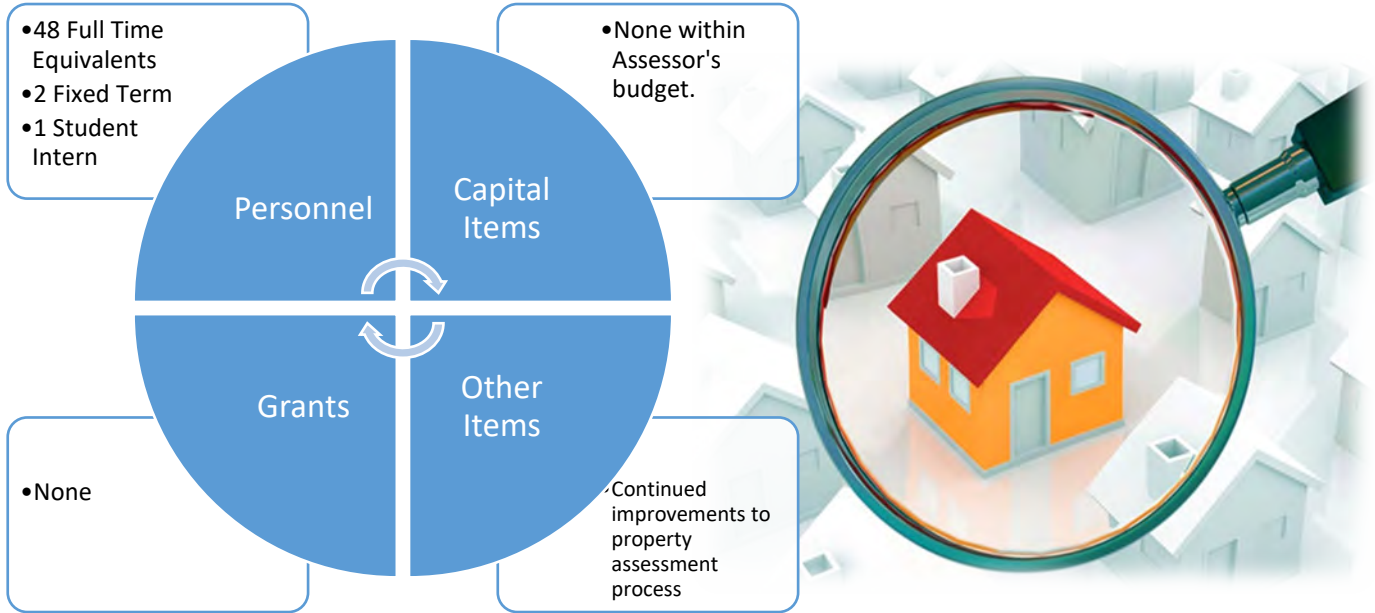 •48 Full Time
Equivalents
•2 Fixed Term
•1 Student
Intern
Personnel
•None within
Assessor's
budget.
Capital
Items
Grants
•None
Other
Items
•Continued
improvements to
property
assessment
process